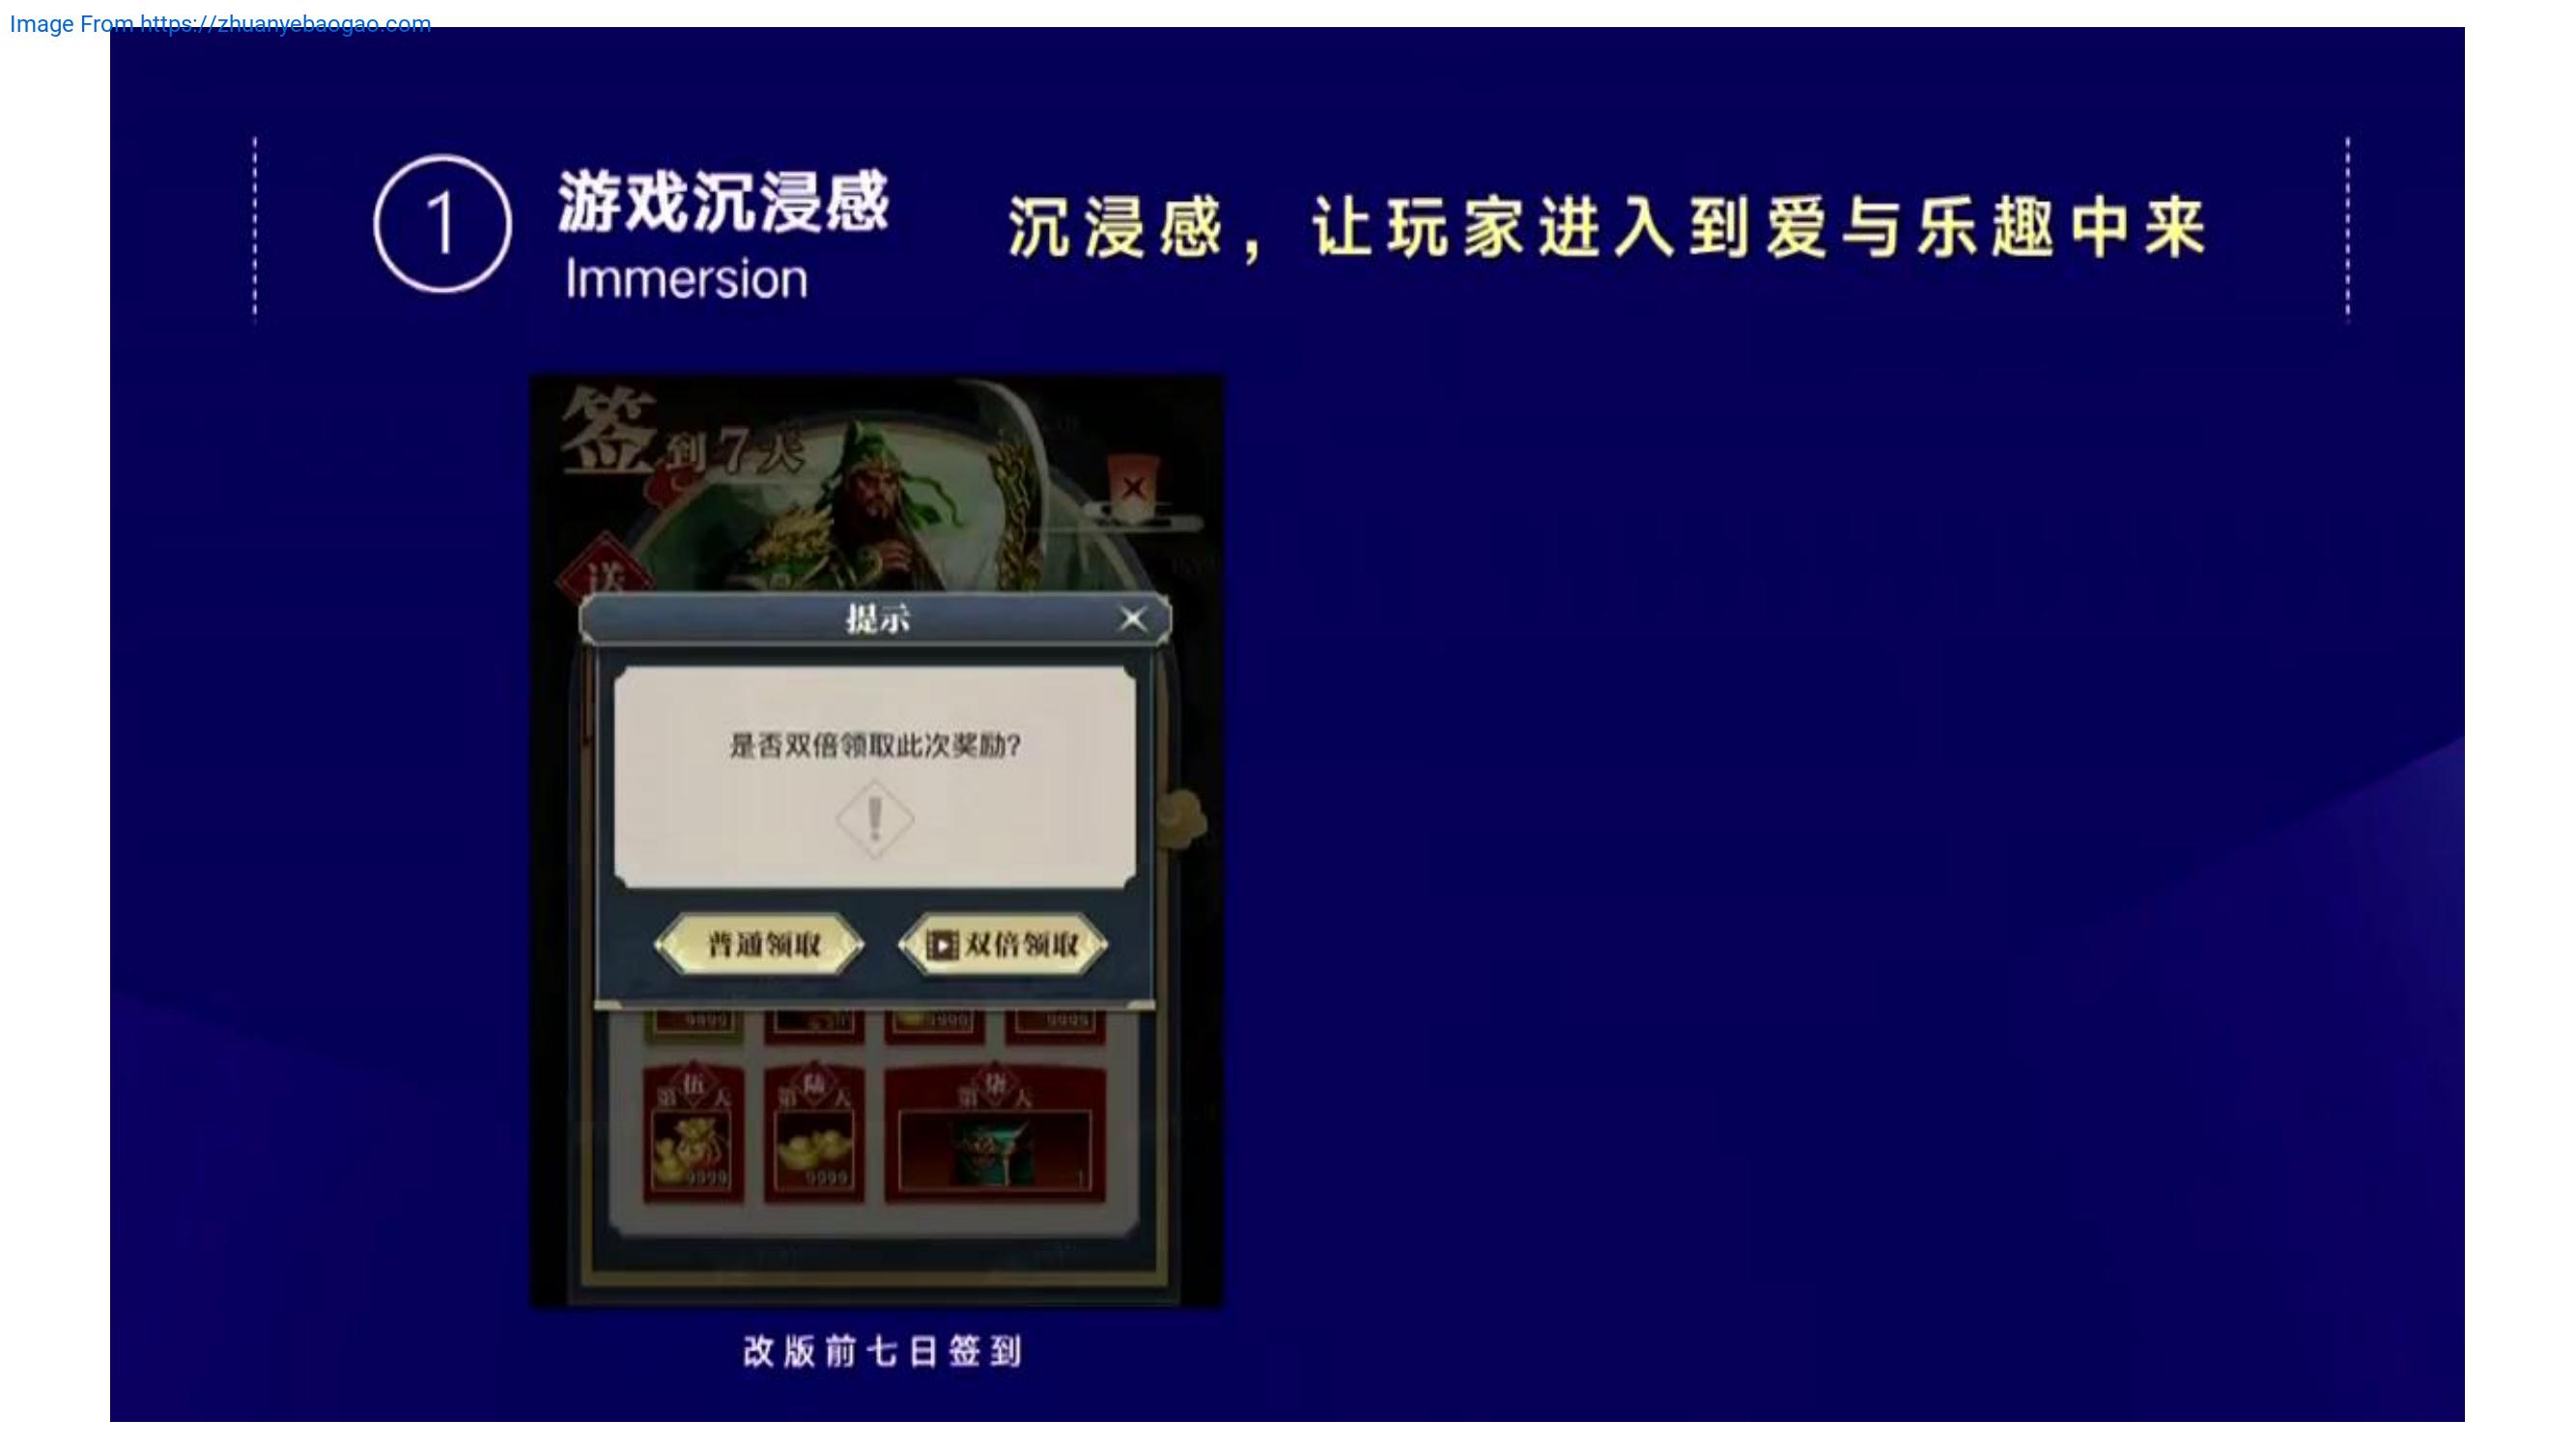 Image From https://zhuanyebaogao.com
1
游戏沉浸感
Immersion
沉浸感，让玩家进入到爱与乐趣中来
签到7天
送
提示
是否双倍领取此次奖励?
普通领取
双倍领取
9999
9999
9999
第伍天
第陆天
第柒天
9999
9999
1
改版前七日签到